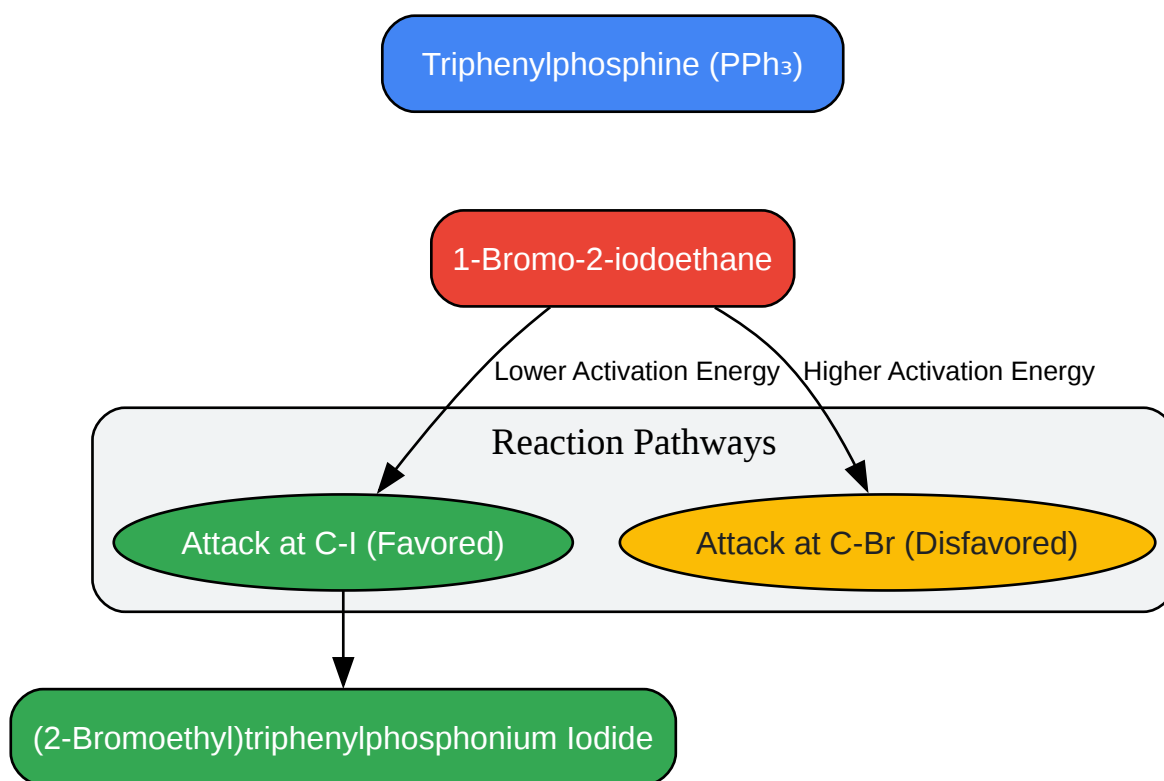 Triphenylphosphine (PPh₃)
1-Bromo-2-iodoethane
Lower Activation Energy
Higher Activation Energy
Reaction Pathways
Attack at C-I (Favored)
Attack at C-Br (Disfavored)
(2-Bromoethyl)triphenylphosphonium Iodide